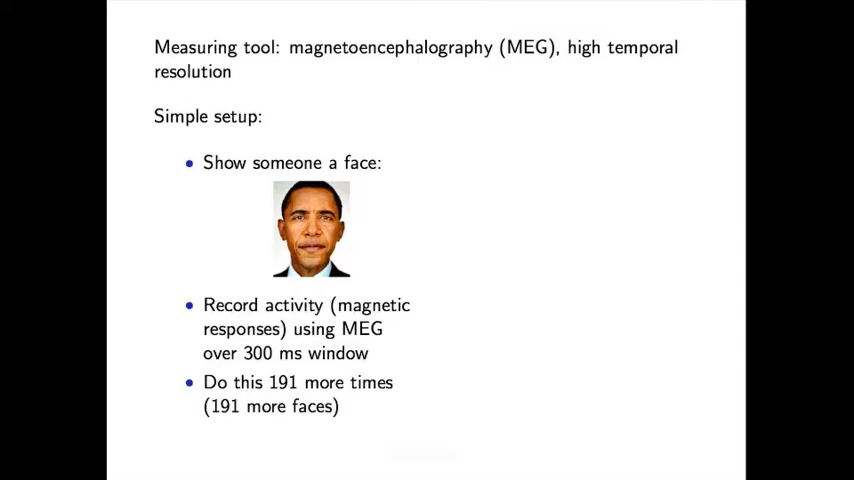 Measuring tool: magnetoencephalography (MEG), high temporal
resolution
Simple setup:
• Show someone a face:
• Record activity (magnetic
responses) using MEG
over 300 ms window
• Do this 191 more times
(191 more faces)